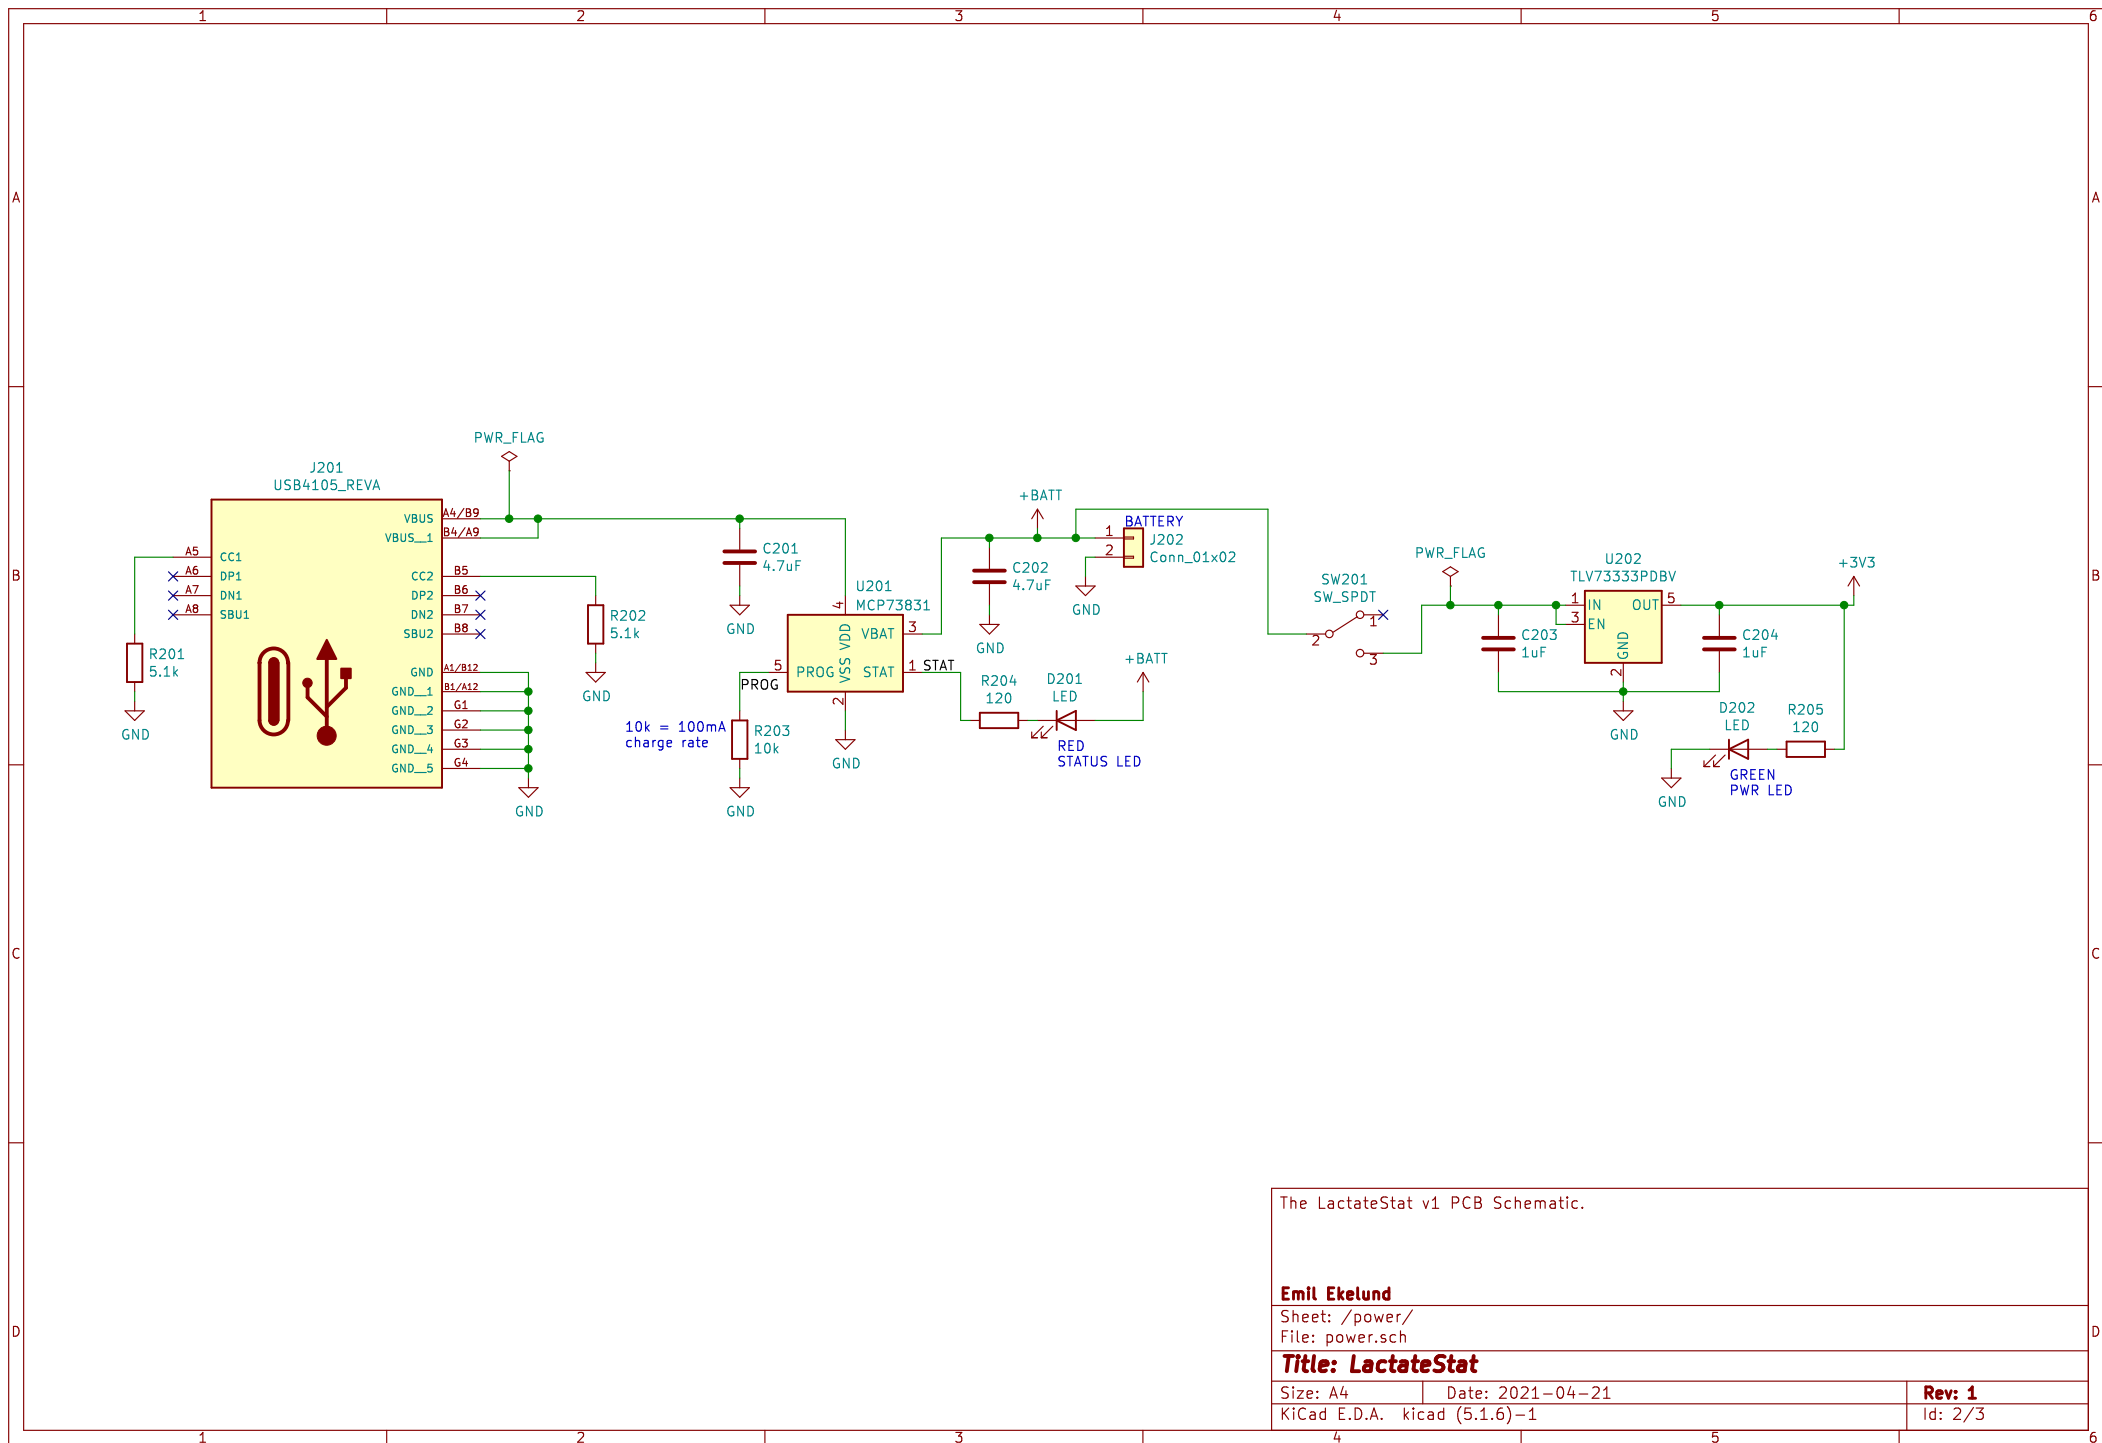 1 2 3 4 5 6
A A
PWR_FLAG
J201
USB4105_REVA
VBUS A4/B9
VBUS_1 B4/A9
A5 CC1
A6 DP1
A7 DN1
A8 SBU1
CC2 B5
DP2 B6
DN2 B7
SBU2 B8
GND A1/B12
GND__1 B1/A12
GND__2 G1
GND__3 G2
GND__4 G3
GND__5 G4
R201
5.1k
GND
R202
5.1k
GND
GND
C201
4.7uF
GND
U201
MCP73831
4
VDD
VBAT 3
5 PROG
PROG
VSS
2
STAT 1
STAT
GND
10k = 100mA
charge rate
R203
10k
GND
+BATT
C202
4.7uF
GND
BATTERY
1
2
J202
Conn_01x02
GND
R204
120
D201
LED
+BATT
RED
STATUS LED
SW201
SW_SPDT
1
2
3
PWR_FLAG
C203
1uF
U202
TLV73333PDBV
1 IN
3 EN
OUT 5
GND
2
GND
C204
1uF
+3V3
D202
LED
R205
120
GND
GREEN
PWR LED
B B
C C
D D
The LactateStat v1 PCB Schematic.
Emil Ekelund
Sheet: /power/
File: power.sch
Title: LactateStat
Size: A4 Date: 2021-04-21 Rev: 1
KiCad E.D.A. kicad (5.1.6)-1 Id: 2/3
1 2 3 4 5 6